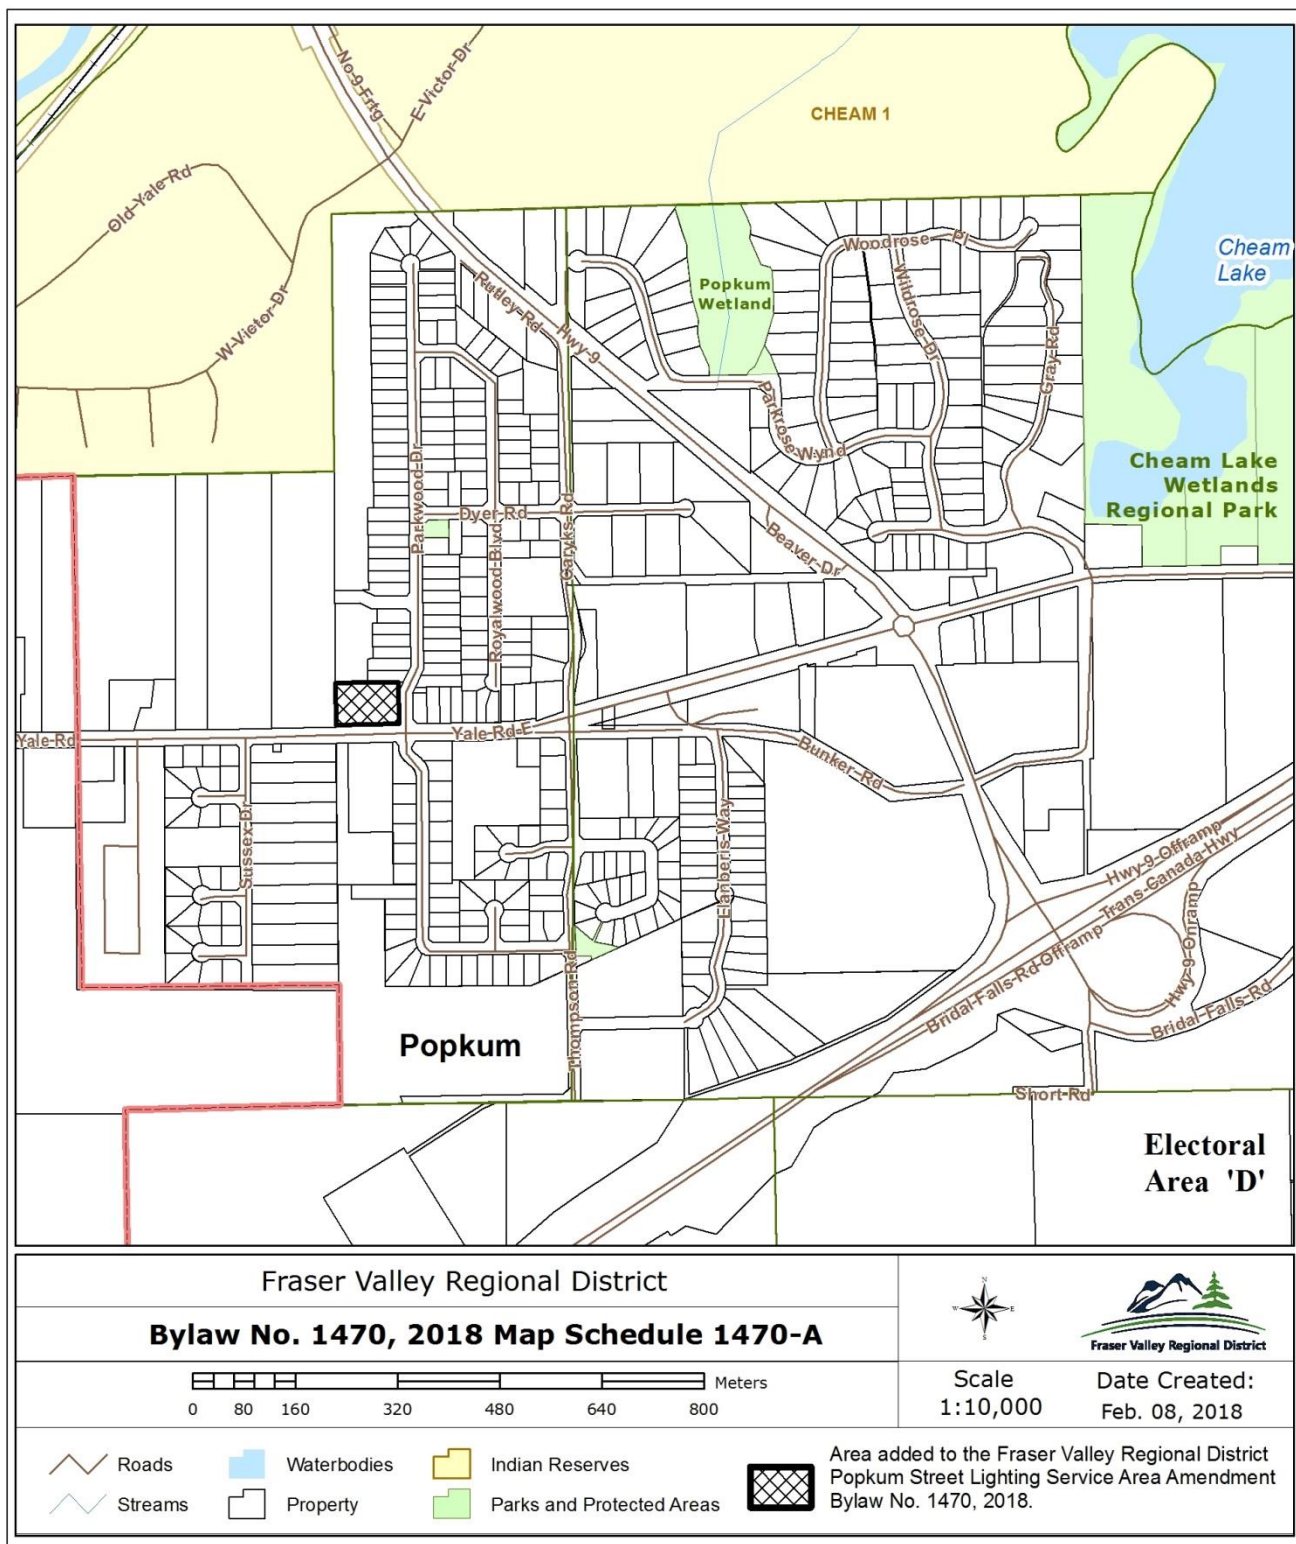 No 9 Frtg
E Victor Dr
CHEAM 1
Old Yale Rd
Cheam
Lake
Woodrose Pl
Rutley Rd
Popkum
Wetland
Wildrose Dr
W Victor Dr
Hwy 9
Gray Rd
Parkrose Wynd
Parkwood Dr
Cheam Lake
Wetlands
Regional Park
Dyer Rd
Royalwood Blvd
Caryks Rd
Beaver Dr
Yale Rd
Yale Rd E
Bunker Rd
Sussex Dr
Llanberis Way
Hwy 9 Offramp
Trans Canada Hwy
Hwy 9 Onramp
Bridal Falls Rd Offramp
Bridal Falls Rd
Popkum
Thompson Rd
Short Rd
Electoral
Area 'D'
Fraser Valley Regional District
Bylaw No. 1470, 2018 Map Schedule 1470-A
N
W E
S
Fraser Valley Regional District
Meters
0 80 160 320 480 640 800
Scale
1:10,000
Date Created:
Feb. 08, 2018
Roads
Waterbodies
Indian Reserves
Streams
Property
Parks and Protected Areas
Area added to the Fraser Valley Regional District
Popkum Street Lighting Service Area Amendment
Bylaw No. 1470, 2018.